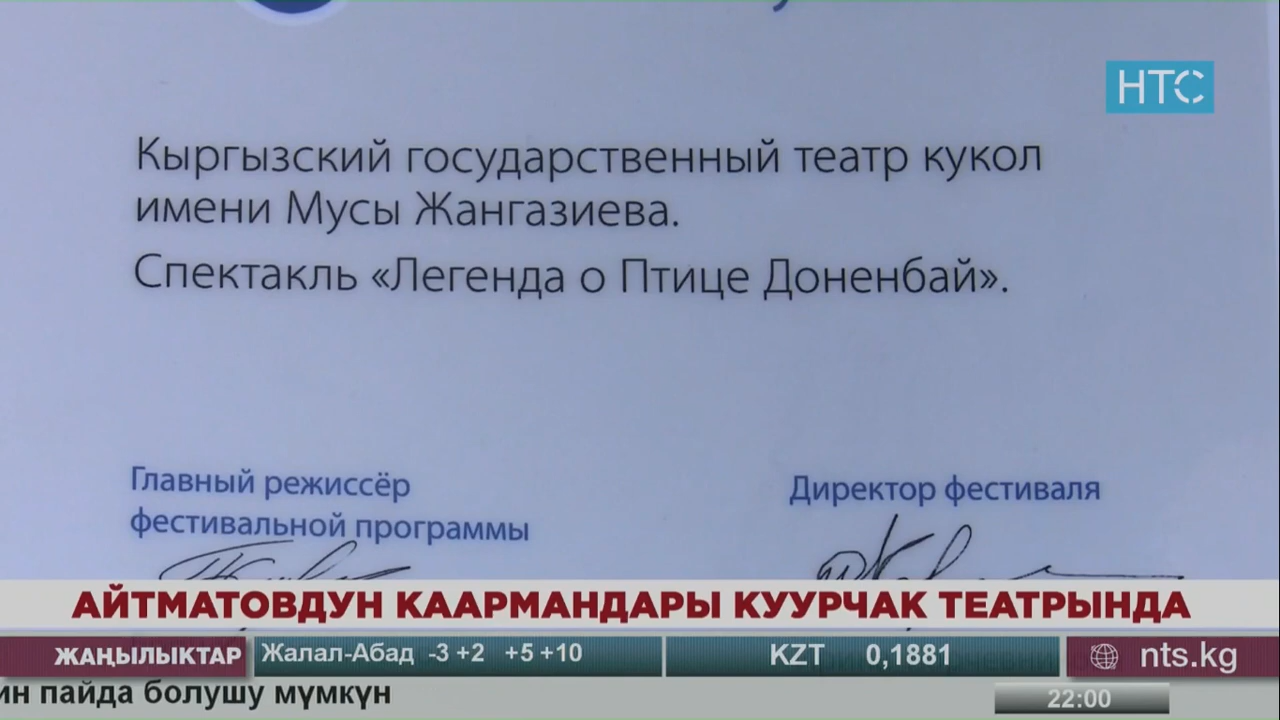 НТС
Кыргызский государственный театр кукол
имени Мусы Жангазиева.
Спектакль «Легенда о Птице Доненбай».
Главный режиссёр
фестивальной программы
Директор фестиваля
АЙТМАТОВДУН КААРМАНДАРЫ КУУРЧАК ТЕАТРЫНДА
ЖАҢЫЛЫКТАР
Жалал-Абад -3 +2 +5 +10
KZT 0,1881
nts.kg
пайда болушу мүмкүн
22:00